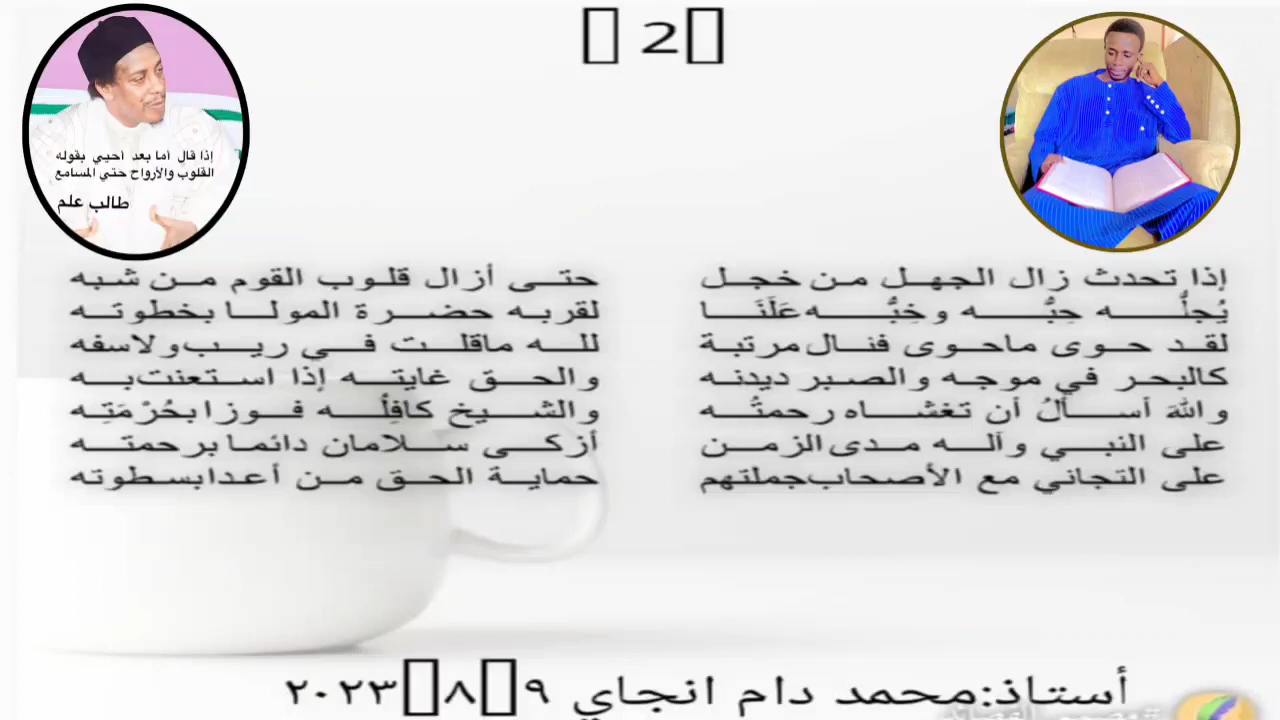 2
إذا قال أما بعد أحيي بقوله
القلوب والأرواح حتي المسامع
طالب علم
إذا تحدث زال الجهل من خجل حتى أزال قلوب القوم من شبه
يُجلُّه حِبُّه وخِبُّه عَلَنَا لقربه حضرة المولا بخطوته
لقد حوى ماحوى فنال مرتبة لله ماقلت في ريب ولاسفه
كالبحر في موجه والصبر ديدنه والحق غايته إذا استعنت به
والله أسألُ أن تغشاه رحمتُه والشيخ كافِلُه فوزا بحُرْمَتِه
على النبي وآله مدى الزمن أزكى سلامان دائما برحمته
على التجاني مع الأصحاب جملتهم حماية الحق من أعدا بسطوته
أستاذ:محمد دام انجاي ٩ ٨ ٢٠٢٣